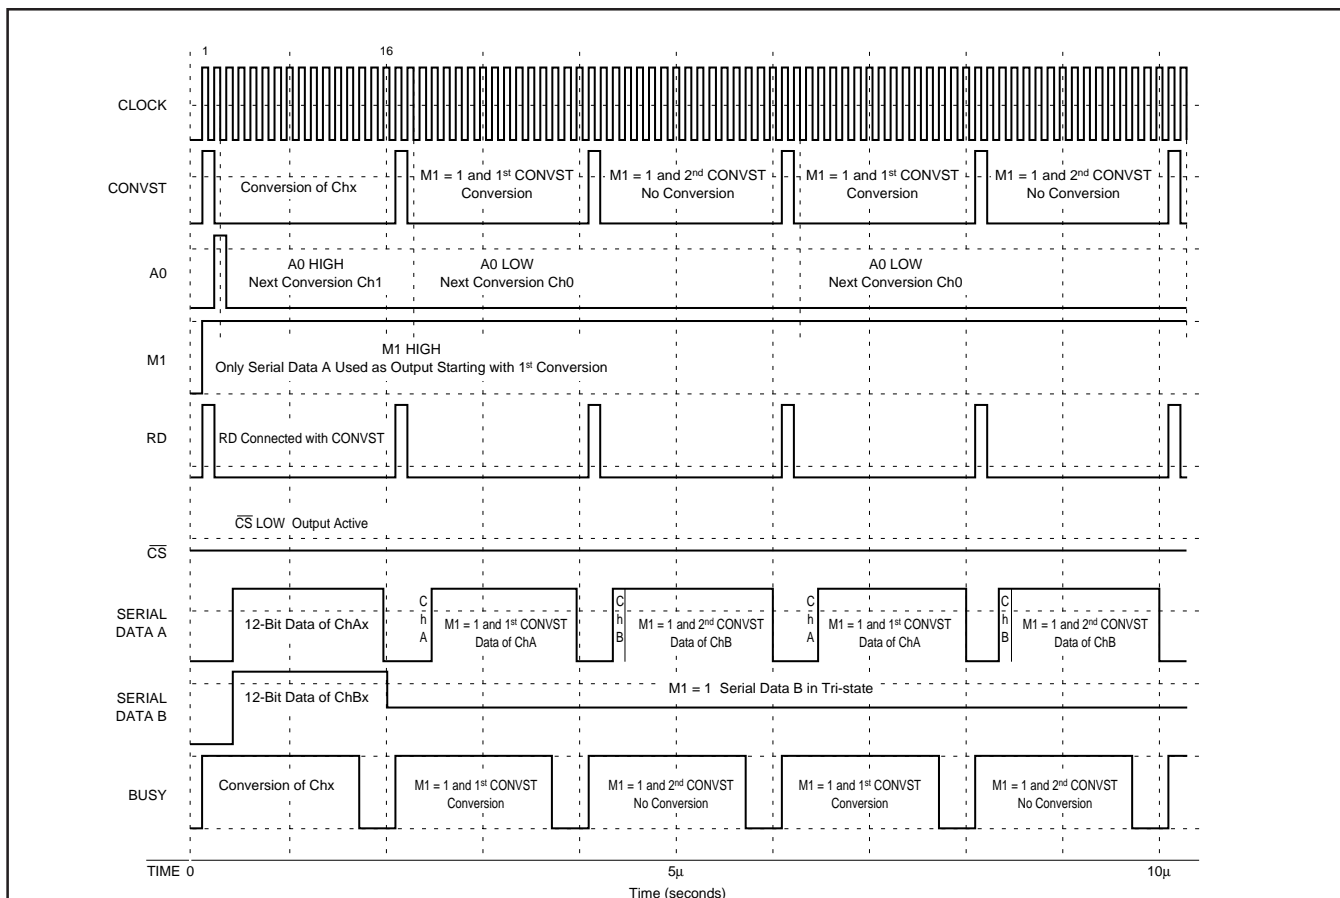 1
16
CLOCK
CONVST
Conversion of Chx
M1 = 1 and 1st CONVST
Conversion
M1 = 1 and 2nd CONVST
No Conversion
M1 = 1 and 1st CONVST
Conversion
M1 = 1 and 2nd CONVST
No Conversion
A0
A0 HIGH
Next Conversion Ch1
A0 LOW
Next Conversion Ch0
A0 LOW
Next Conversion Ch0
M1
M1 HIGH
Only Serial Data A Used as Output Starting with 1st Conversion
RD
RD Connected with CONVST
CS LOW Output Active
CS
SERIAL
DATA A
12-Bit Data of ChAx
ChA
M1 = 1 and 1st CONVST
Data of ChA
ChB
M1 = 1 and 2nd CONVST
Data of ChB
ChA
M1 = 1 and 1st CONVST
Data of ChA
ChB
M1 = 1 and 2nd CONVST
Data of ChB
SERIAL
DATA B
12-Bit Data of ChBx
M1 = 1 Serial Data B in Tri-state
BUSY
Conversion of Chx
M1 = 1 and 1st CONVST
Conversion
M1 = 1 and 2nd CONVST
No Conversion
M1 = 1 and 1st CONVST
Conversion
M1 = 1 and 2nd CONVST
No Conversion
TIME 0
5μ
10μ
Time (seconds)